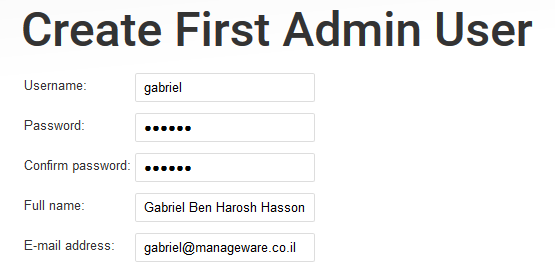 Create First Admin User
Username: gabriel
Password: ••••••
Confirm password: ••••••
Full name: Gabriel Ben Harosh Hasson
E-mail address: gabriel@manageware.co.il